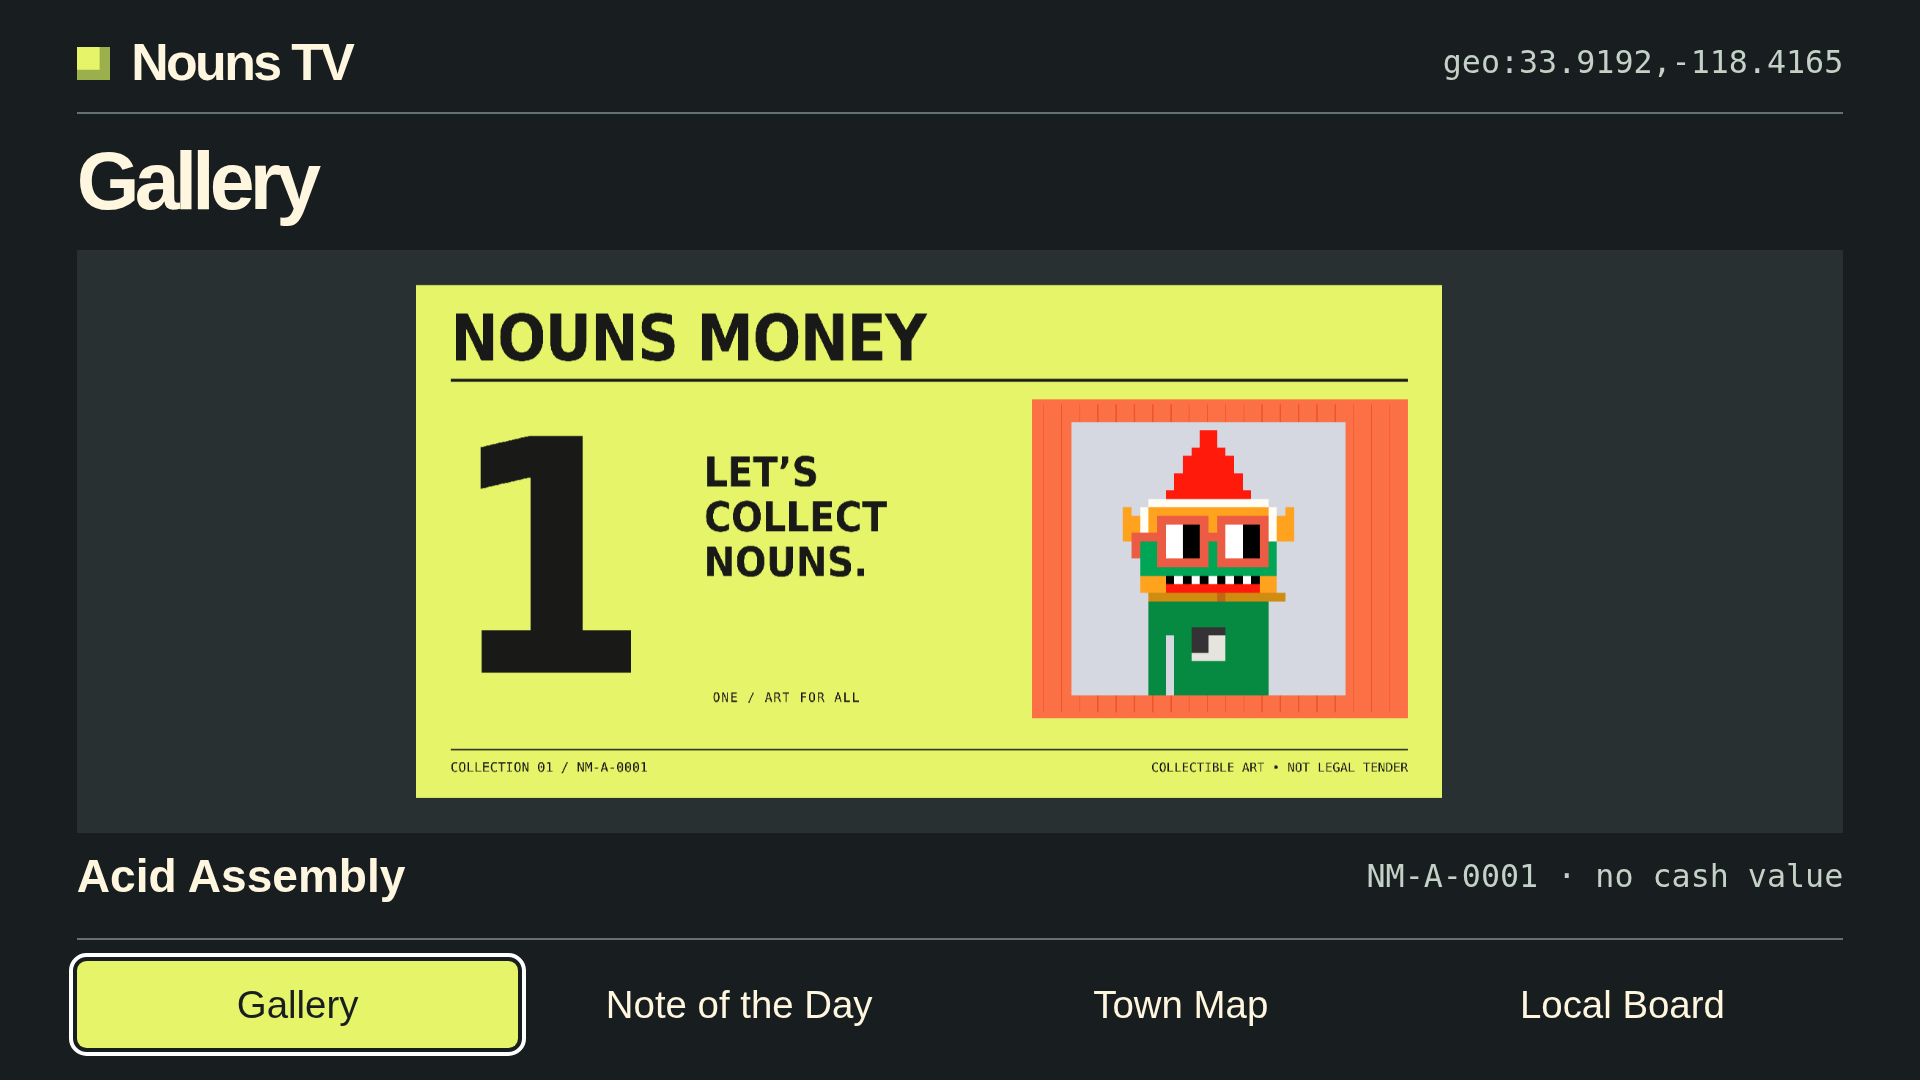 Nouns TV
geo:33.9192,-118.4165
Gallery
NOUNS MONEY
1
LET’S
COLLECT
NOUNS.
ONE / ART FOR ALL
COLLECTION 01 / NM-A-0001
COLLECTIBLE ART • NOT LEGAL TENDER
Acid Assembly
NM-A-0001 · no cash value
Gallery
Note of the Day
Town Map
Local Board